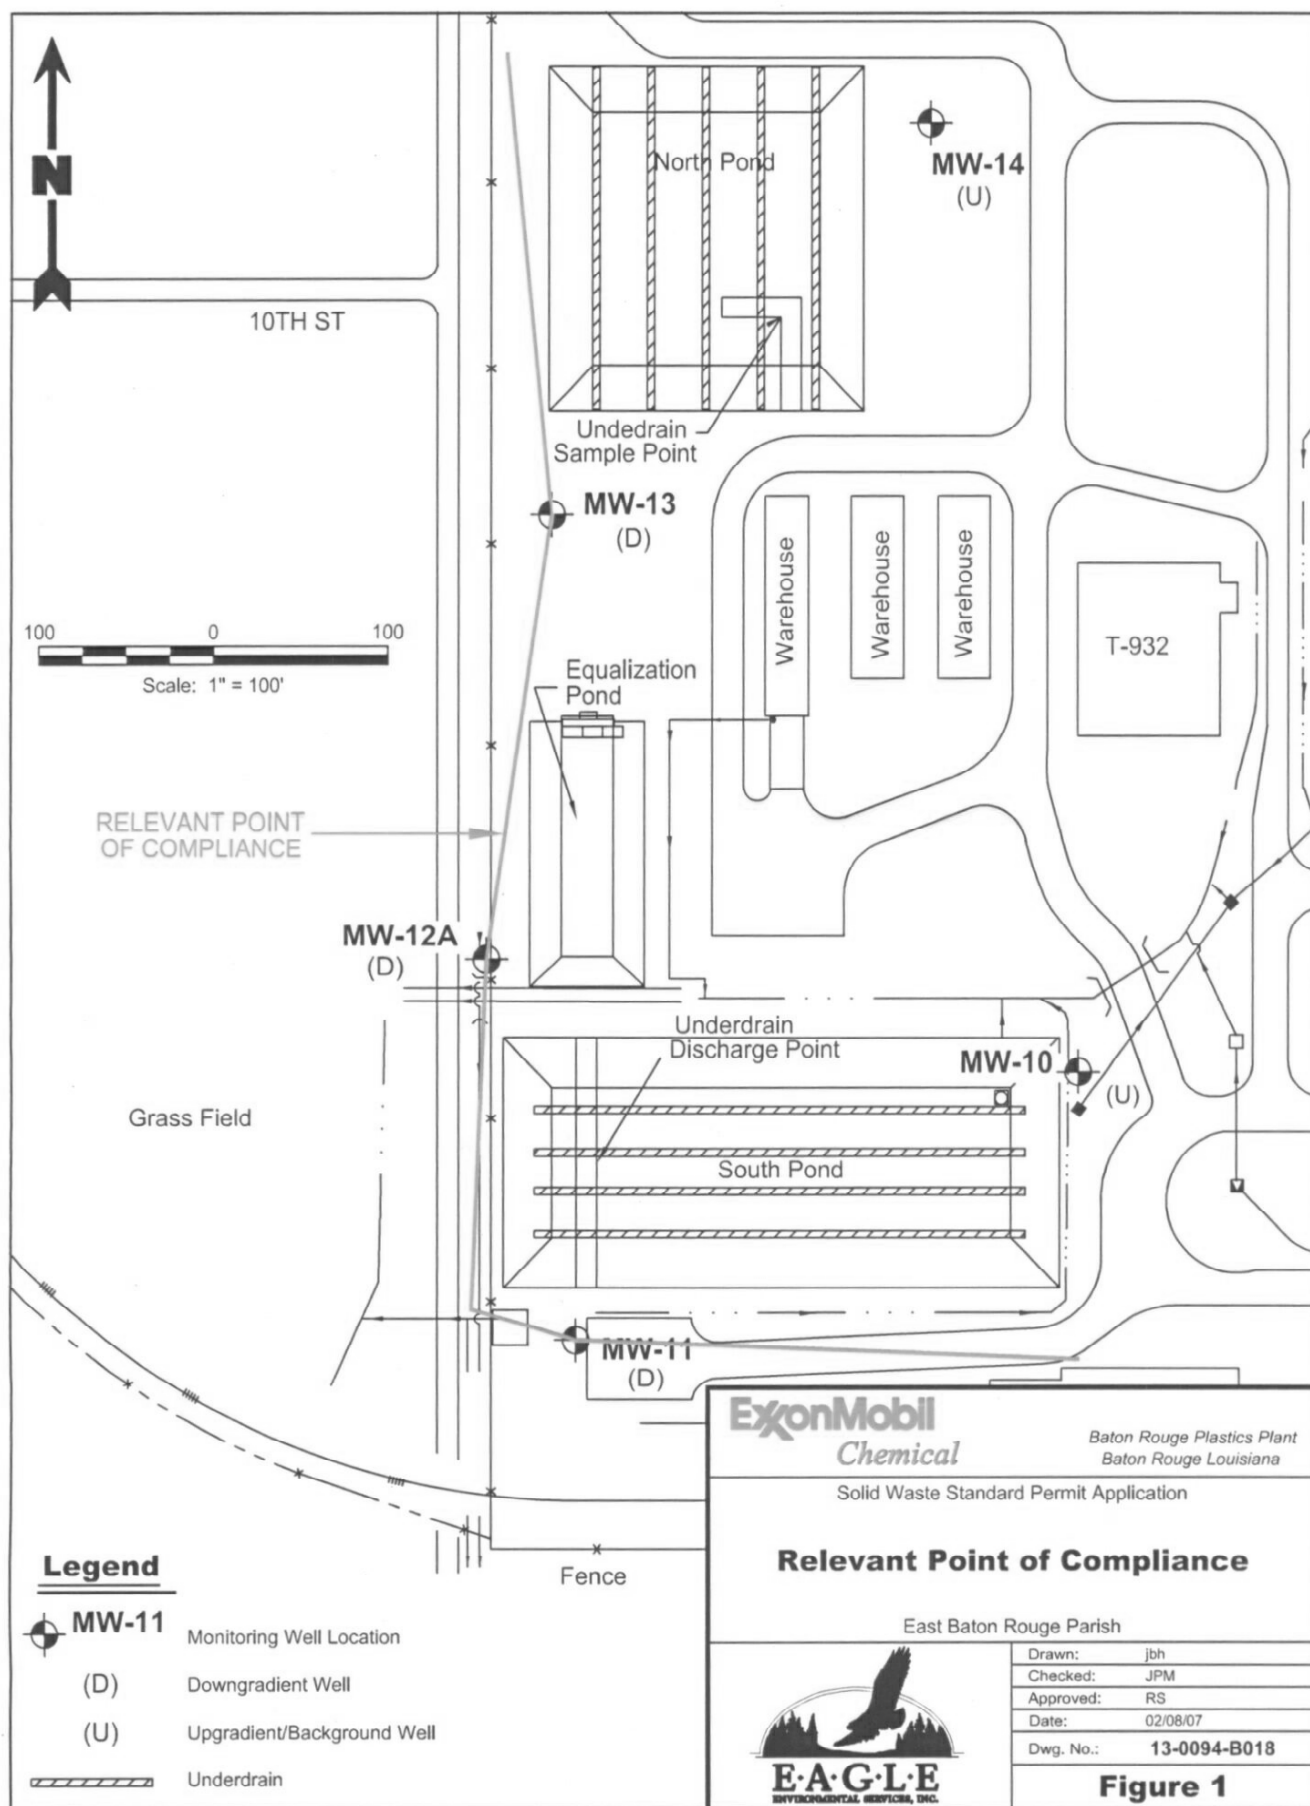 North Pond
MW-14
(U)
N
10TH ST
Undedrain
Sample Point
MW-13
(D)
Warehouse
Warehouse
Warehouse
T-932
100 0 100
Scale: 1" = 100'
Equalization
Pond
RELEVANT POINT
OF COMPLIANCE
MW-12A
(D)
Underdrain
Discharge Point
MW-10
(U)
Grass Field
South Pond
MW-11
(D)
ExxonMobil
Chemical
Baton Rouge Plastics Plant
Baton Rouge Louisiana
Solid Waste Standard Permit Application
Relevant Point of Compliance
East Baton Rouge Parish
Fence
Legend
MW-11 Monitoring Well Location
(D) Downgradient Well
(U) Upgradient/Background Well
Underdrain
E·A·G·L·E
ENVIRONMENTAL SERVICES, INC.
Drawn: jbh
Checked: JPM
Approved: RS
Date: 02/08/07
Dwg. No.: 13-0094-B018
Figure 1